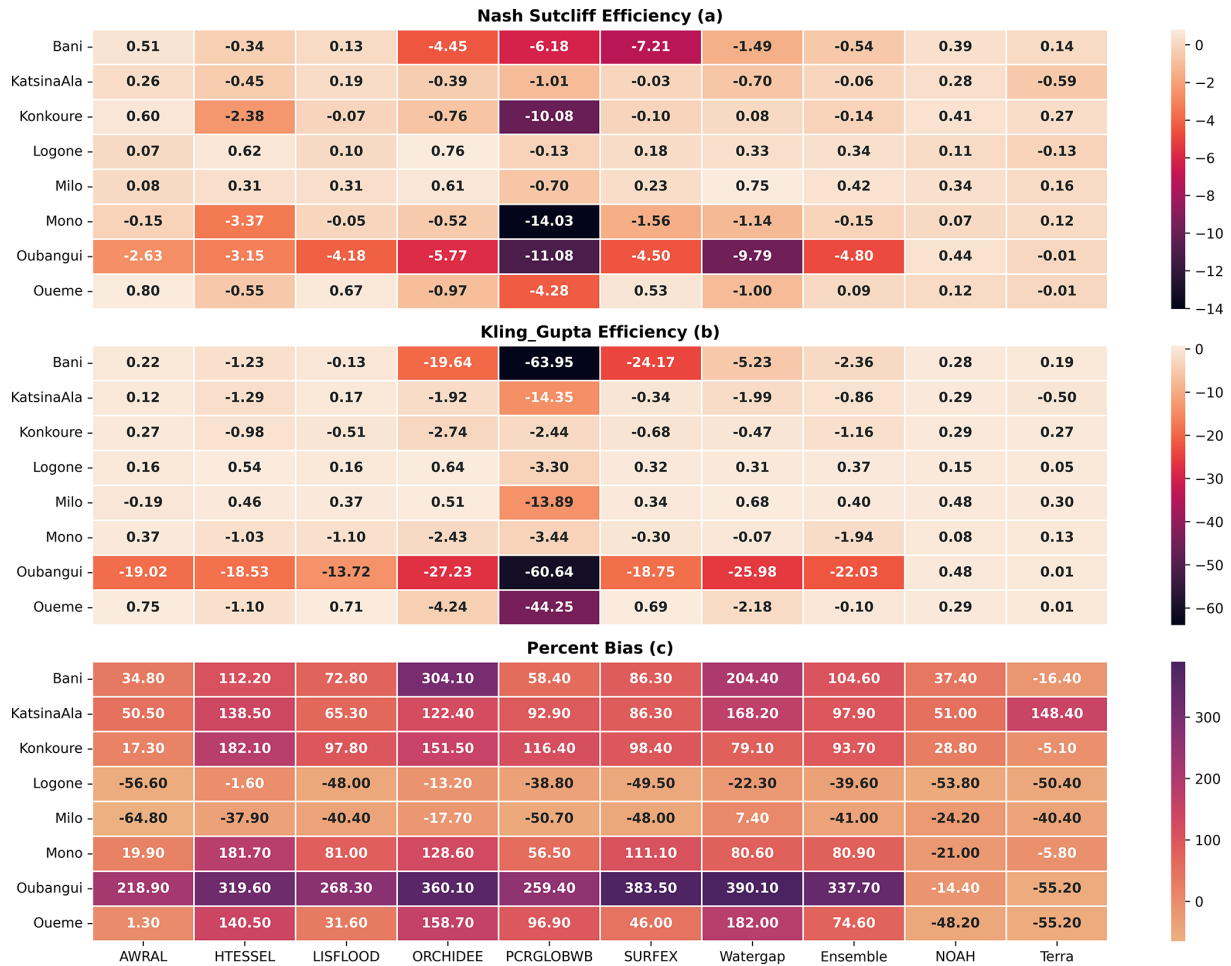 Nash Sutcliff Efficiency (a)
Bani 0.51 -0.34 0.13 -4.45 -6.18 -7.21 -1.49 -0.54 0.39 0.14
KatsinaAla 0.26 -0.45 0.19 -0.39 -1.01 -0.03 -0.70 -0.06 0.28 -0.59
Konkoure 0.60 -2.38 -0.07 -0.76 -10.08 -0.10 0.08 -0.14 0.41 0.27
Logone 0.07 0.62 0.10 0.76 -0.13 0.18 0.33 0.34 0.11 -0.13
Milo 0.08 0.31 0.31 0.61 -0.70 0.23 0.75 0.42 0.34 0.16
Mono -0.15 -3.37 -0.05 -0.52 -14.03 -1.56 -1.14 -0.15 0.07 0.12
Oubangui -2.63 -3.15 -4.18 -5.77 -11.08 -4.50 -9.79 -4.80 0.44 -0.01
Oueme 0.80 -0.55 0.67 -0.97 -4.28 0.53 -1.00 0.09 0.12 -0.01
0
−2
−4
−6
−8
−10
−12
−14
Kling_Gupta Efficiency (b)
Bani 0.22 -1.23 -0.13 -19.64 -63.95 -24.17 -5.23 -2.36 0.28 0.19
KatsinaAla 0.12 -1.29 0.17 -1.92 -14.35 -0.34 -1.99 -0.86 0.29 -0.50
Konkoure 0.27 -0.98 -0.51 -2.74 -2.44 -0.68 -0.47 -1.16 0.29 0.27
Logone 0.16 0.54 0.16 0.64 -3.30 0.32 0.31 0.37 0.15 0.05
Milo -0.19 0.46 0.37 0.51 -13.89 0.34 0.68 0.40 0.48 0.30
Mono 0.37 -1.03 -1.10 -2.43 -3.44 -0.30 -0.07 -1.94 0.08 0.13
Oubangui -19.02 -18.53 -13.72 -27.23 -60.64 -18.75 -25.98 -22.03 0.48 0.01
Oueme 0.75 -1.10 0.71 -4.24 -44.25 0.69 -2.18 -0.10 0.29 0.01
0
−10
−20
−30
−40
−50
−60
Percent Bias (c)
Bani 34.80 112.20 72.80 304.10 58.40 86.30 204.40 104.60 37.40 -16.40
KatsinaAla 50.50 138.50 65.30 122.40 92.90 86.30 168.20 97.90 51.00 148.40
Konkoure 17.30 182.10 97.80 151.50 116.40 98.40 79.10 93.70 28.80 -5.10
Logone -56.60 -1.60 -48.00 -13.20 -38.80 -49.50 -22.30 -39.60 -53.80 -50.40
Milo -64.80 -37.90 -40.40 -17.70 -50.70 -48.00 7.40 -41.00 -24.20 -40.40
Mono 19.90 181.70 81.00 128.60 56.50 111.10 80.60 80.90 -21.00 -5.80
Oubangui 218.90 319.60 268.30 360.10 259.40 383.50 390.10 337.70 -14.40 -55.20
Oueme 1.30 140.50 31.60 158.70 96.90 46.00 182.00 74.60 -48.20 -55.20
300
200
100
0
AWRAL HTESSEL LISFLOOD ORCHIDEE PCRGLOBWB SURFEX Watergap Ensemble NOAH Terra